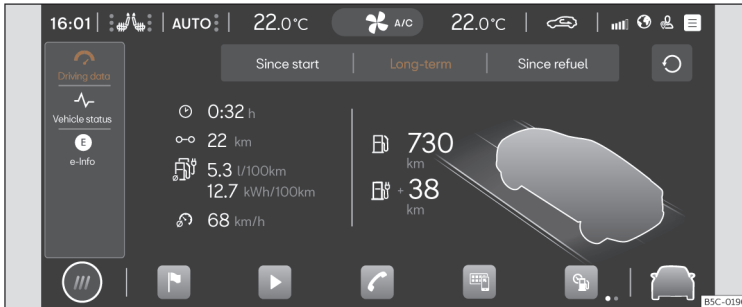 16:01 AUTO 22.0°C A/C 22.0°C
Since start Long-term Since refuel
Driving data
Vehicle status
E
e-Info
0:32 h
22 km
5.3 l/100km
12.7 kWh/100km
68 km/h
730
km
+ 38
km
B5C-0190